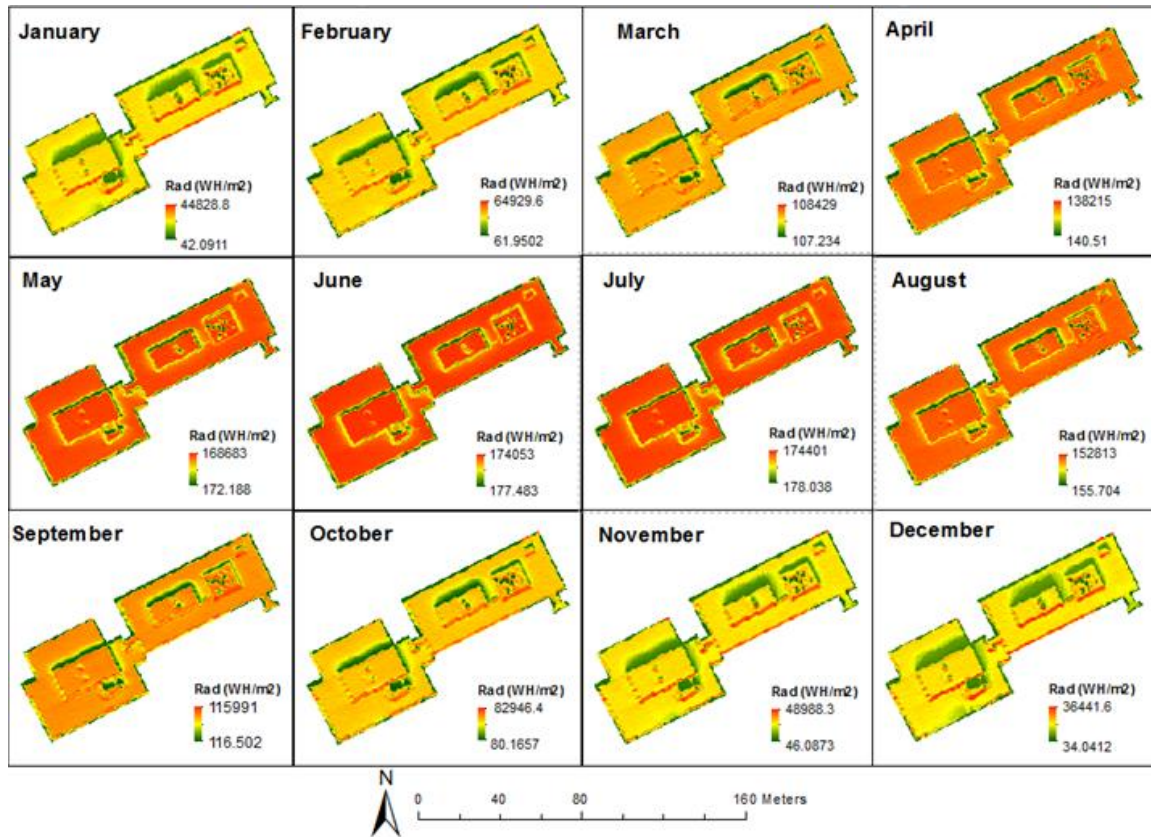 January
Rad (WH/m2)
44828.8
42.0911
February
Rad (WH/m2)
64929.6
61.9502
March
Rad (WH/m2)
108429
107.234
April
Rad (WH/m2)
138215
140.51
May
Rad (WH/m2)
168683
172.188
June
Rad (WH/m2)
174053
177.483
July
Rad (WH/m2)
174401
178.038
August
Rad (WH/m2)
152813
155.704
September
Rad (WH/m2)
115991
116.502
October
Rad (WH/m2)
82946.4
80.1657
November
Rad (WH/m2)
48988.3
46.0873
December
Rad (WH/m2)
36441.6
34.0412
N
0 40 80 160 Meters